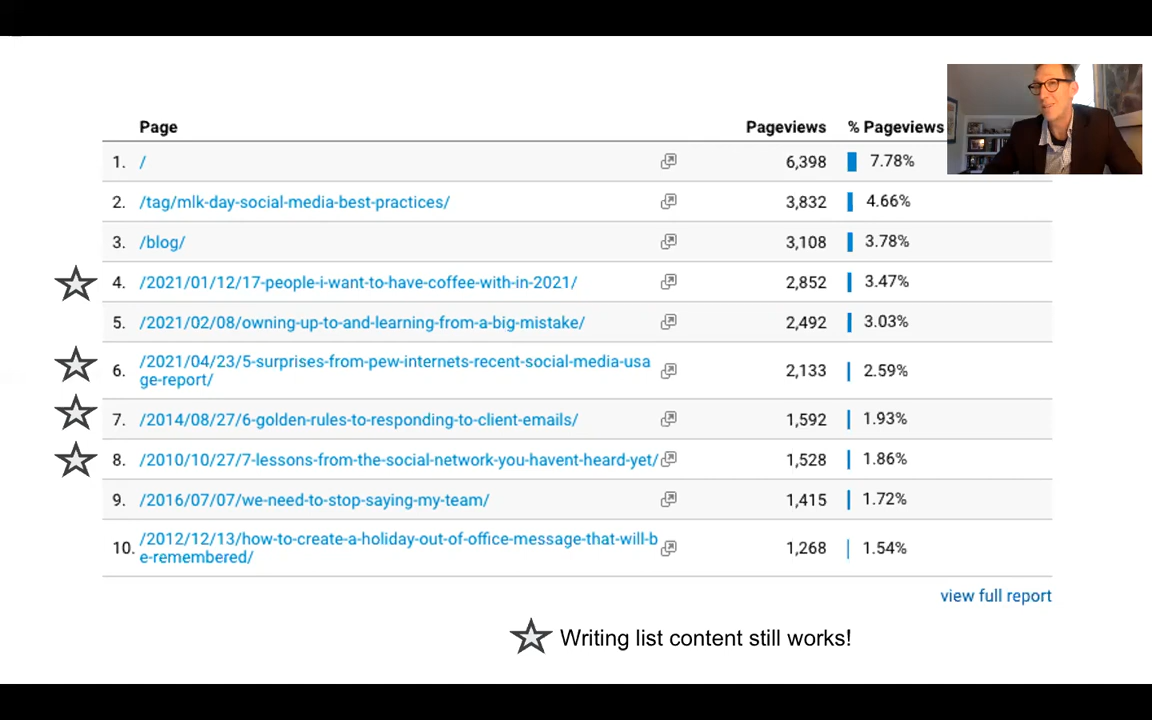 Page Pageviews % Pageviews
1. / 6,398 7.78%
2. /tag/mlk-day-social-media-best-practices/ 3,832 4.66%
3. /blog/ 3,108 3.78%
4. /2021/01/12/17-people-i-want-to-have-coffee-with-in-2021/ 2,852 3.47%
5. /2021/02/08/owning-up-to-and-learning-from-a-big-mistake/ 2,492 3.03%
6. /2021/04/23/5-surprises-from-pew-internets-recent-social-media-usa
ge-report/ 2,133 2.59%
7. /2014/08/27/6-golden-rules-to-responding-to-client-emails/ 1,592 1.93%
8. /2010/10/27/7-lessons-from-the-social-network-you-havent-heard-yet/ 1,528 1.86%
9. /2016/07/07/we-need-to-stop-saying-my-team/ 1,415 1.72%
10. /2012/12/13/how-to-create-a-holiday-out-of-office-message-that-will-b
e-remembered/ 1,268 1.54%
view full report
Writing list content still works!